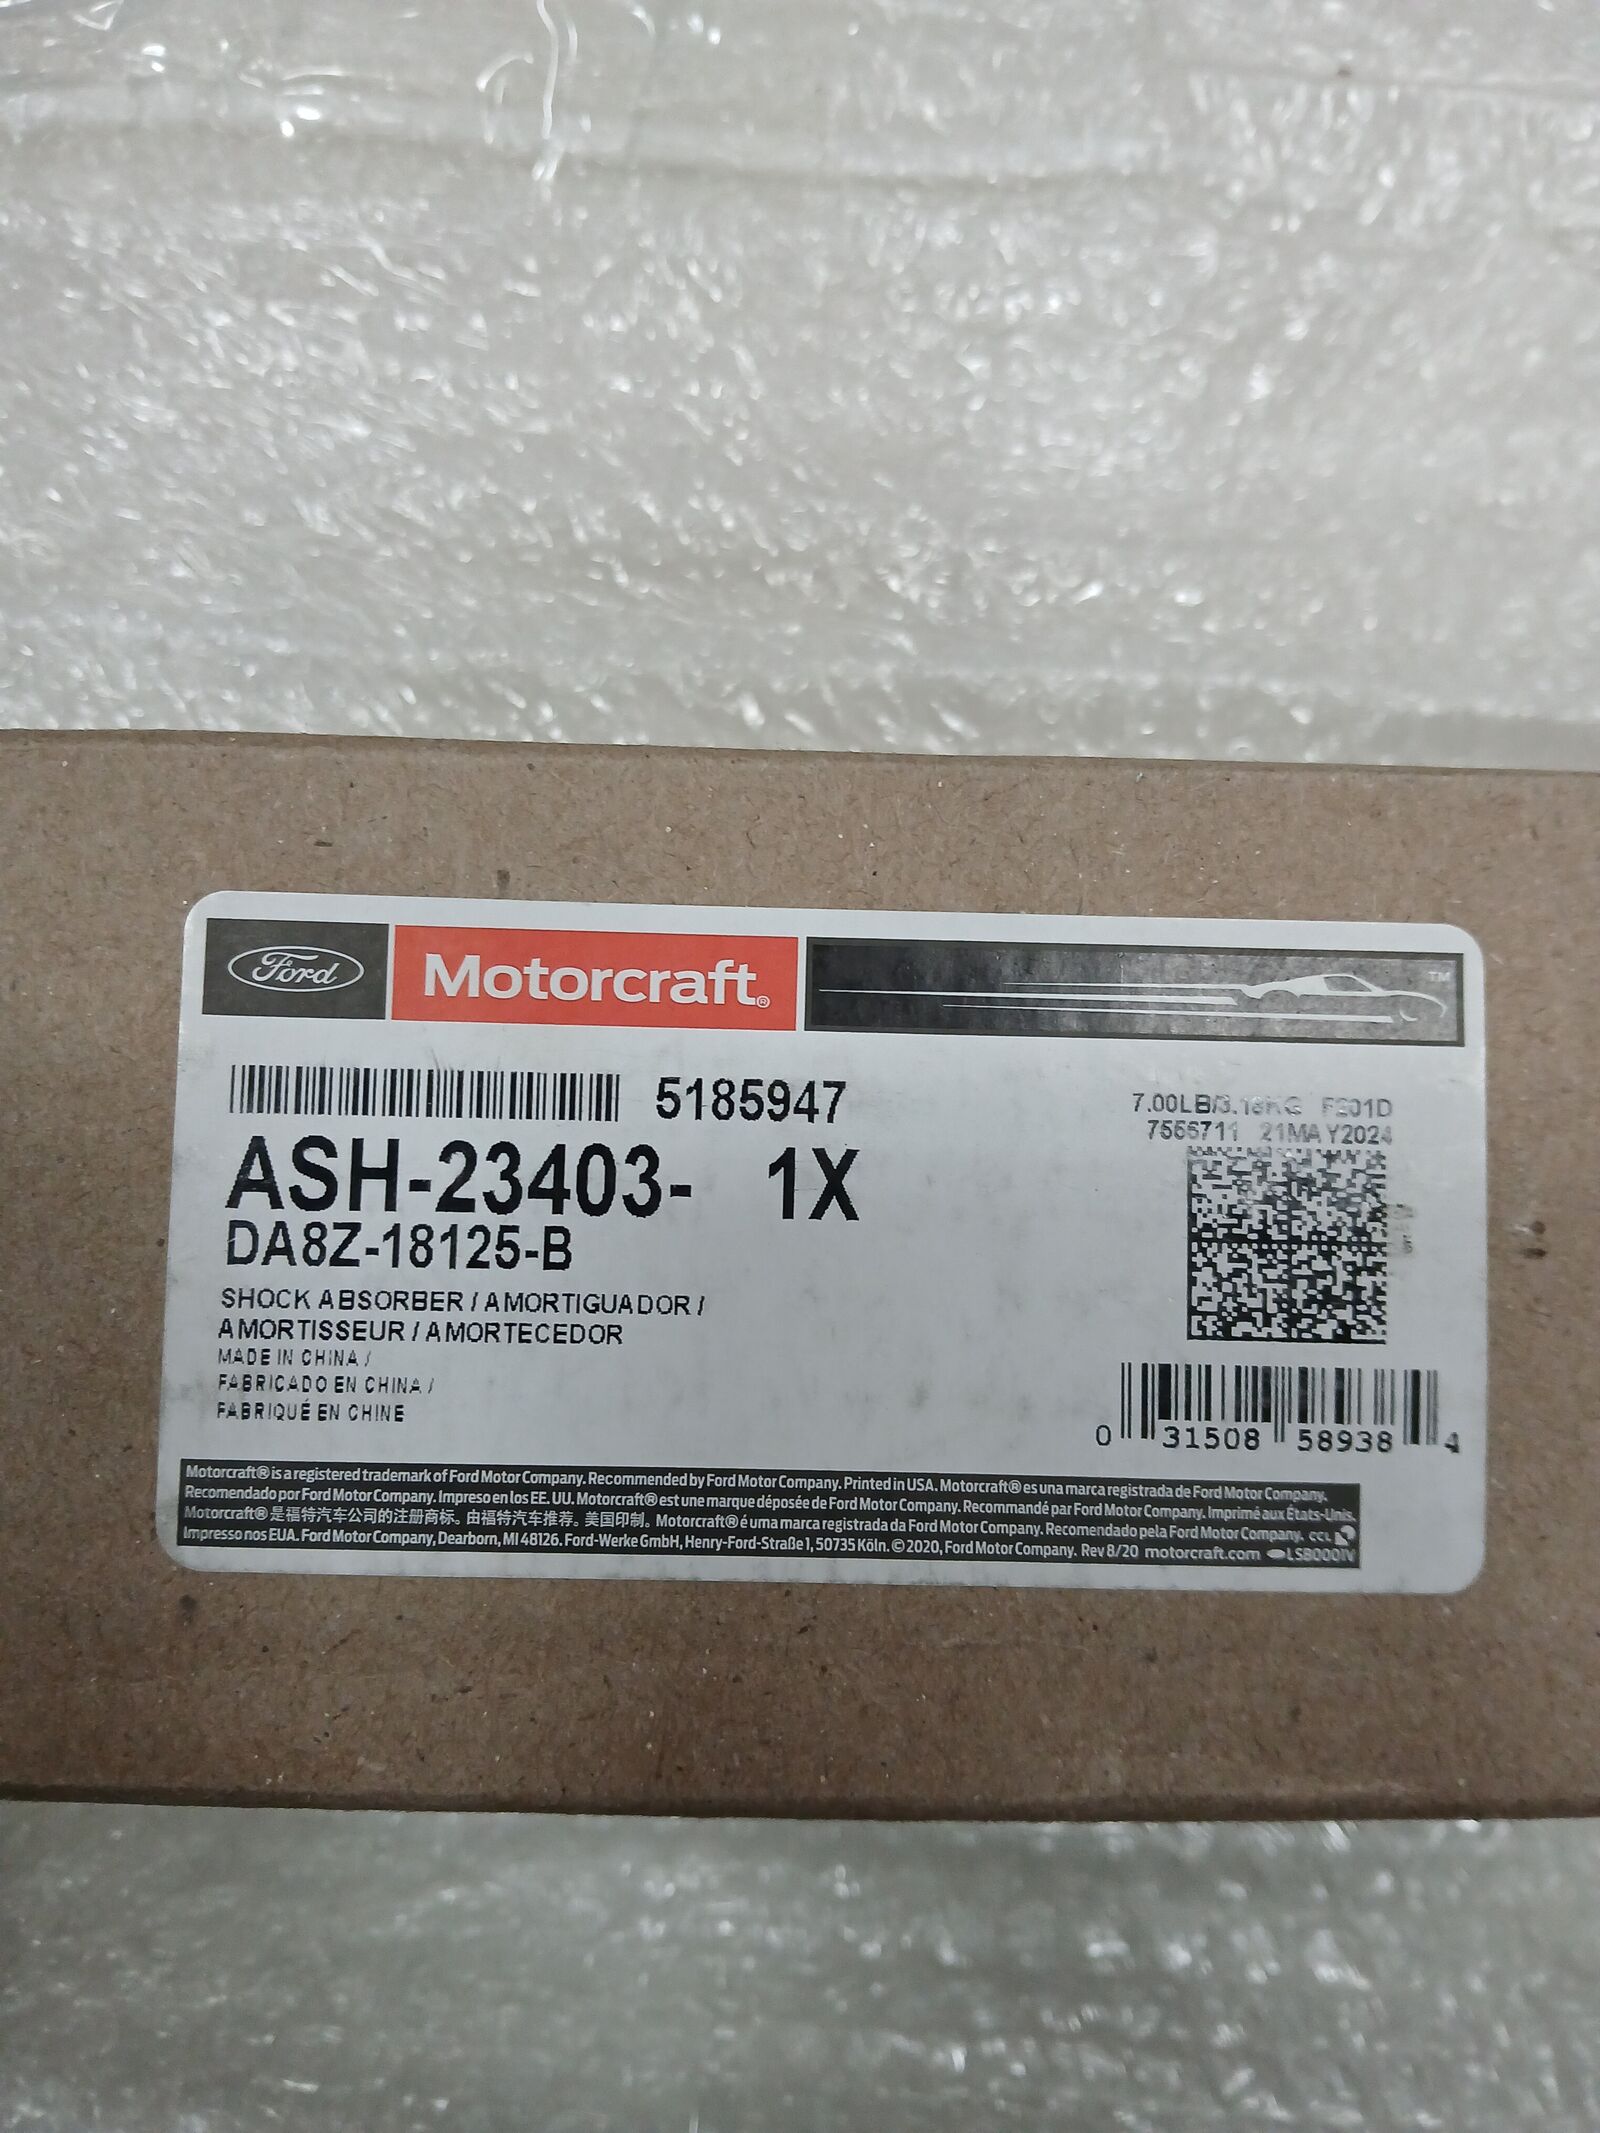 Ford
Motorcraft®
TM
5185947
ASH-23403- 1X
DA8Z-18125-B
7.00LB/3.18KG F201D
7556711 21MAY2024
SHOCK ABSORBER / AMORTIGUADOR /
AMORTISSEUR / AMORTECEDOR
MADE IN CHINA /
FABRICADO EN CHINA /
FABRIQUÉ EN CHINE
0 31508 58938 4
Motorcraft® is a registered trademark of Ford Motor Company. Recommended by Ford Motor Company. Printed in USA. Motorcraft® es una marca registrada de Ford Motor Company.
Recomendado por Ford Motor Company. Impreso en los EE. UU. Motorcraft® est une marque déposée de Ford Motor Company. Recommandé par Ford Motor Company. Imprimé aux États-Unis.
Motorcraft® 是福特汽车公司的注册商标。由福特汽车推荐。美国印制。Motorcraft® é uma marca registrada da Ford Motor Company. Recomendado pela Ford Motor Company. CCL
Impresso nos EUA. Ford Motor Company, Dearborn, MI 48126. Ford-Werke GmbH, Henry-Ford-Straße 1, 50735 Köln. © 2020, Ford Motor Company. Rev 8/20 motorcraft.com LSB0001V